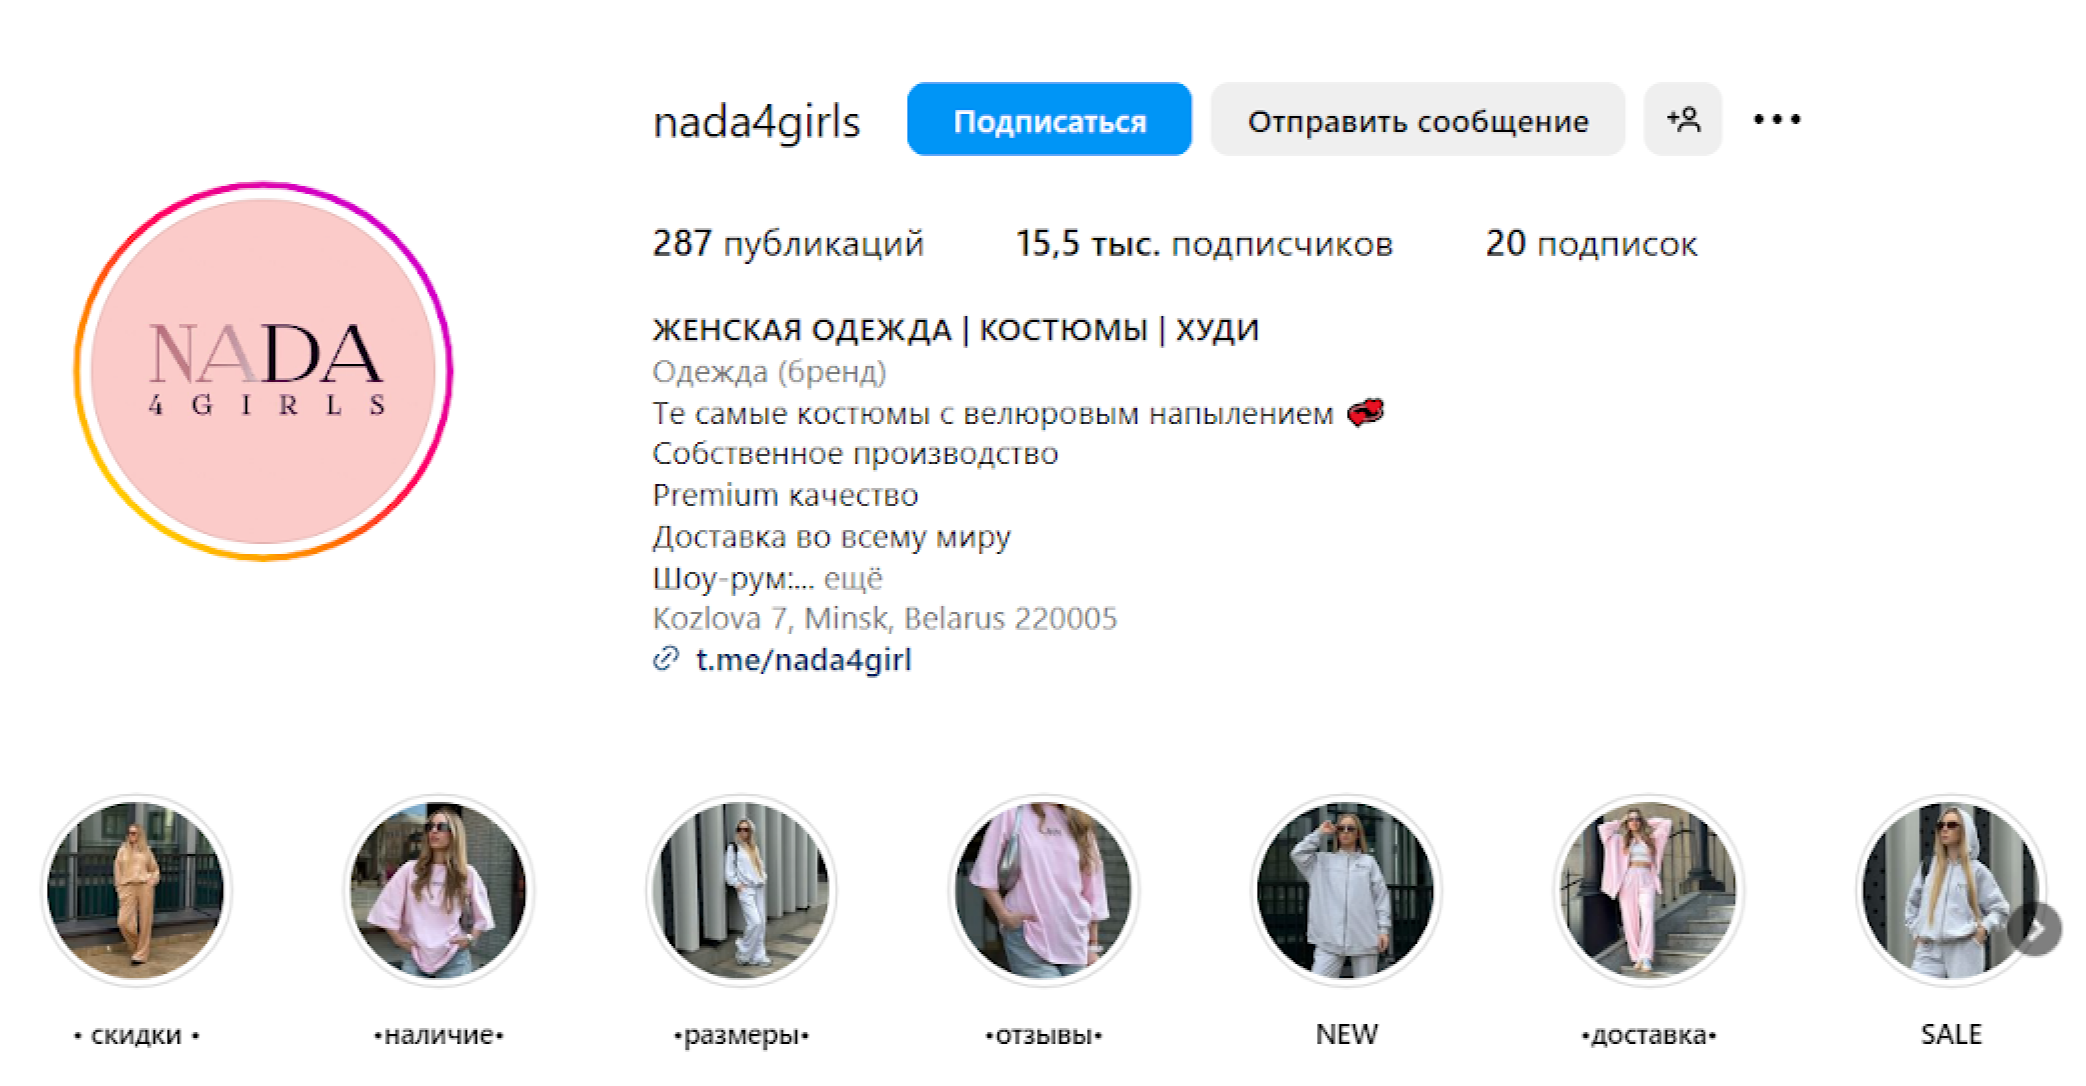 nada4girls Подписаться Отправить сообщение
287 публикаций 15,5 тыс. подписчиков 20 подписок
NADA
4GIRLS
ЖЕНСКАЯ ОДЕЖДА | КОСТЮМЫ | ХУДИ
Одежда (бренд)
Те самые костюмы с велюровым напылением 💞
Собственное производство
Premium качество
Доставка во всему миру
Шоу-рум:... ещё
Kozlova 7, Minsk, Belarus 220005
t.me/nada4girl
• скидки • •наличие• •размеры• •отзывы• NEW •доставка• SALE